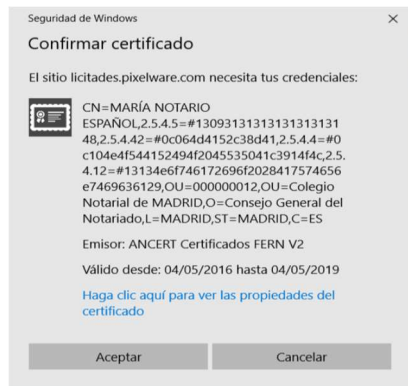 Seguridad de Windows
Confirmar certificado
El sitio licitades.pixelware.com necesita tus credenciales:
CN=MARÍA NOTARIO
ESPAÑOL,2.5.4.5=#13093131313131313131
48,2.5.4.42=#0c064d4152c38d41,2.5.4.4=#0
c104e4f544152494f2045535041c3914f4c,2.5.
4.12=#13134e6f746172696f2028417574656
e7469636129,OU=000000012,OU=Colegio
Notarial de MADRID,O=Consejo General del
Notariado,L=MADRID,ST=MADRID,C=ES
Emisor: ANCERT Certificados FERN V2
Válido desde: 04/05/2016 hasta 04/05/2019
Haga clic aquí para ver las propiedades del
certificado
Aceptar
Cancelar